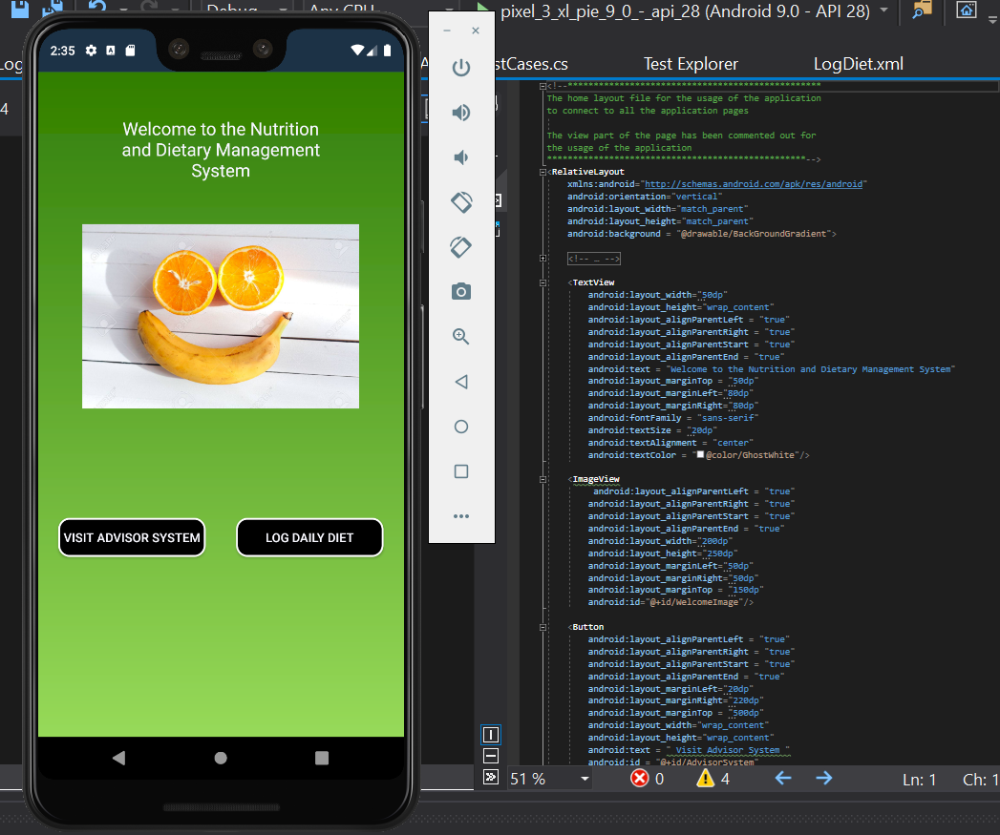 Debug
Any CPU
pixel_3_xl_pie_9_0_-_api_28 (Android 9.0 - API 28)
Log
stCases.cs
Test Explorer
LogDiet.xml
4
2:35
A
Welcome to the Nutrition
and Dietary Management
System
VISIT ADVISOR SYSTEM
LOG DAILY DIET
<!--*************************************************
The home layout file for the usage of the application
to connect to all the application pages
The view part of the page has been commented out for
the usage of the application
**************************************************-->
<RelativeLayout
xmlns:android="http://schemas.android.com/apk/res/android"
android:orientation="vertical"
android:layout_width="match_parent"
android:layout_height="match_parent"
android:background = "@drawable/BackGroundGradient">
<!-- … -->
<TextView
android:layout_width="50dp"
android:layout_height="wrap_content"
android:layout_alignParentLeft = "true"
android:layout_alignParentRight = "true"
android:layout_alignParentStart = "true"
android:layout_alignParentEnd = "true"
android:text = "Welcome to the Nutrition and Dietary Management System"
android:layout_marginTop = "50dp"
android:layout_marginLeft="80dp"
android:layout_marginRight="80dp"
android:fontFamily = "sans-serif"
android:textSize = "20dp"
android:textAlignment = "center"
android:textColor = "@color/GhostWhite"/>
<ImageView
android:layout_alignParentLeft = "true"
android:layout_alignParentRight = "true"
android:layout_alignParentStart = "true"
android:layout_alignParentEnd = "true"
android:layout_width="200dp"
android:layout_height="250dp"
android:layout_marginLeft="50dp"
android:layout_marginRight="50dp"
android:layout_marginTop = "150dp"
android:id="@+id/WelcomeImage"/>
<Button
android:layout_alignParentLeft = "true"
android:layout_alignParentRight = "true"
android:layout_alignParentStart = "true"
android:layout_alignParentEnd = "true"
android:layout_marginLeft="20dp"
android:layout_marginRight="220dp"
android:layout_marginTop = "500dp"
android:layout_width="wrap_content"
android:layout_height="wrap_content"
android:text = " Visit Advisor System "
android:id = "@+id/AdvisorSystem"
51 %
0
4
Ln: 1
Ch: 1